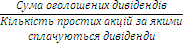 Сума оголошених дивідендів
Кількість простих акцій за якими
сплачуються дивіденди